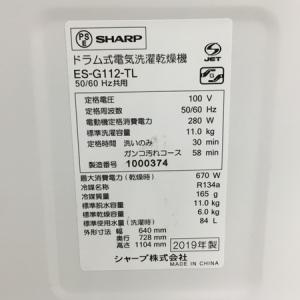 PS E SHARP
JET
ドラム式電気洗濯乾燥機
ES-G112-TL
50/60 Hz共用
定格電圧 100 V
定格周波数 50/60 Hz
電動機定格消費電力 280 W
標準洗濯容量 11.0 kg
定格時間 洗いのみ 30 min
ガンコ汚れコース 58 min
製造番号 1000374
最大消費電力(乾燥時) 670 W
冷媒名称 R134a
冷媒質量 165 g
標準脱水容量 11.0 kg
標準乾燥容量 6.0 kg
標準使用水量(洗濯時) 84 L
外形寸法 幅 640 mm
奥行 728 mm
高さ 1104 mm
2019年製
シャープ株式会社
MADE IN CHINA